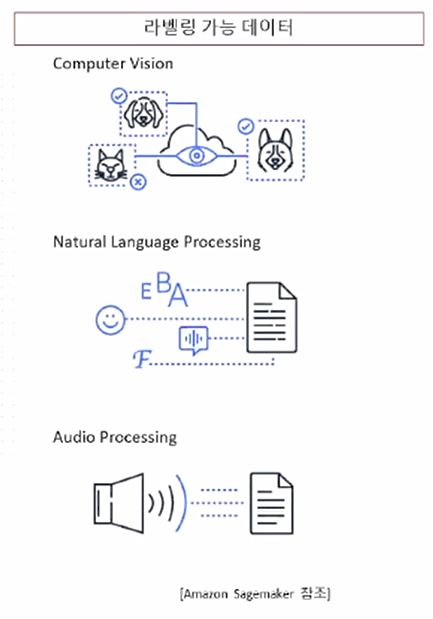 라벨링 가능 데이터
Computer Vision
Natural Language Processing
E B A
F
Audio Processing
[Amazon Sagemaker 참조]